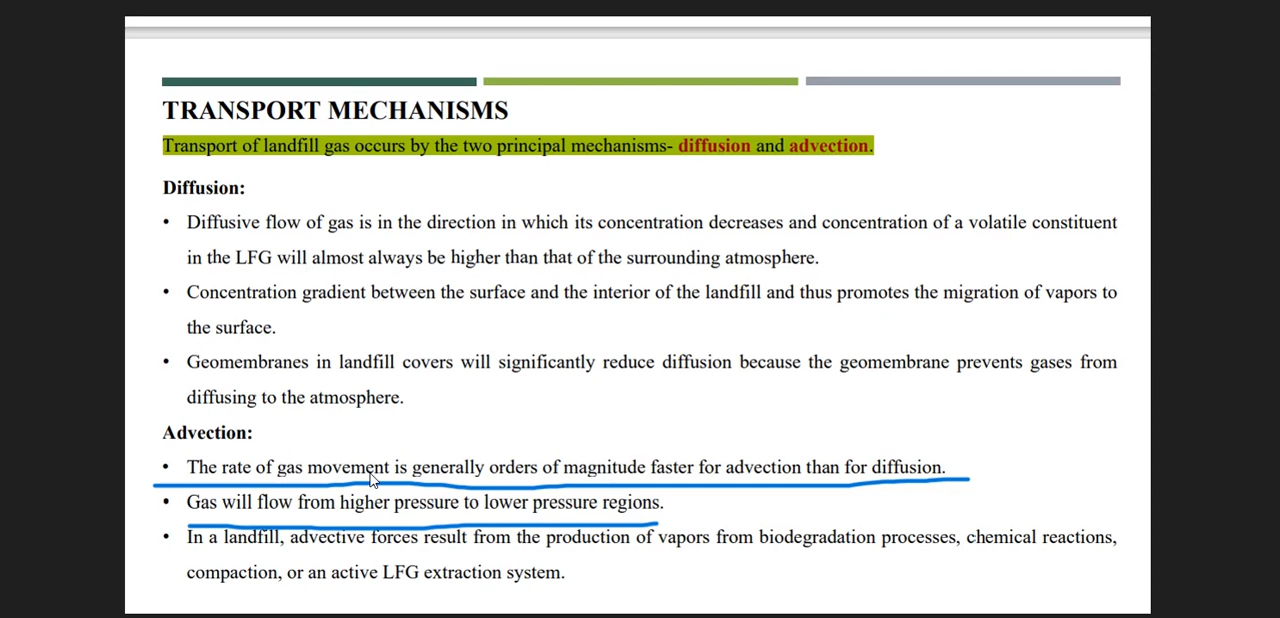 TRANSPORT MECHANISMS
Transport of landfill gas occurs by the two principal mechanisms- diffusion and advection.
Diffusion:
• Diffusive flow of gas is in the direction in which its concentration decreases and concentration of a volatile constituent
in the LFG will almost always be higher than that of the surrounding atmosphere.
• Concentration gradient between the surface and the interior of the landfill and thus promotes the migration of vapors to
the surface.
• Geomembranes in landfill covers will significantly reduce diffusion because the geomembrane prevents gases from
diffusing to the atmosphere.
Advection:
• The rate of gas movement is generally orders of magnitude faster for advection than for diffusion.
• Gas will flow from higher pressure to lower pressure regions.
• In a landfill, advective forces result from the production of vapors from biodegradation processes, chemical reactions,
compaction, or an active LFG extraction system.